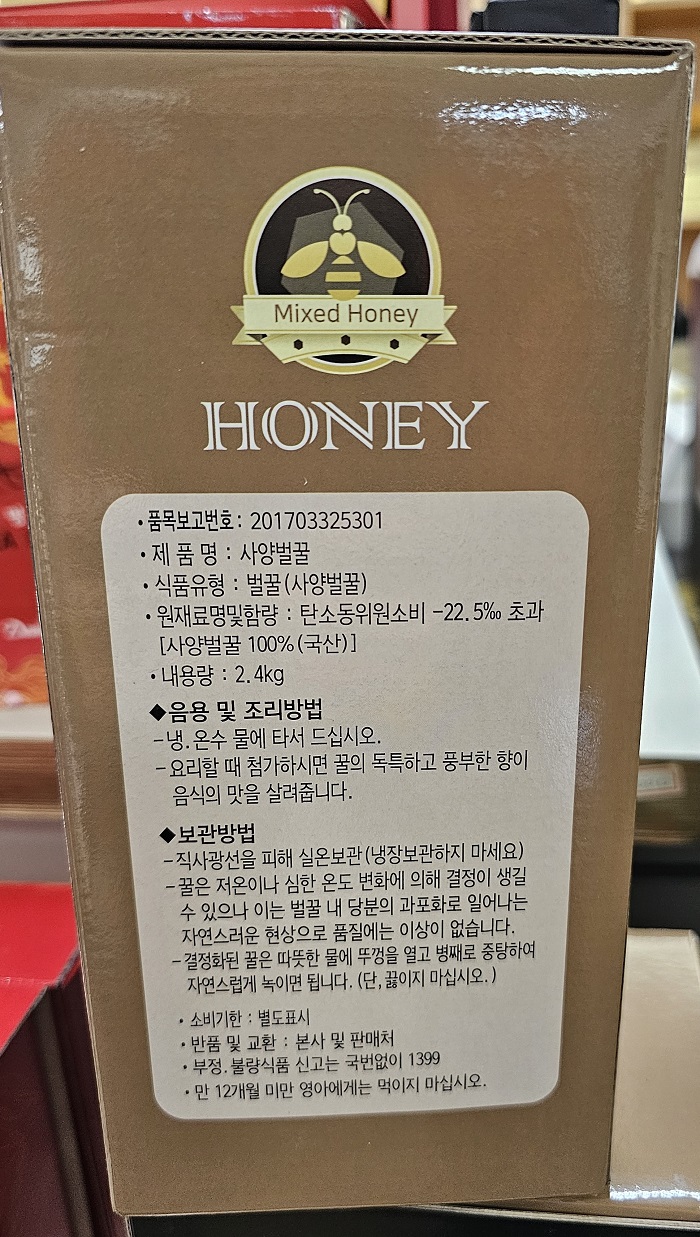 Mixed Honey
HONEY
・품목보고번호 : 201703325301
・제 품 명 : 사양벌꿀
・식품유형 : 벌꿀(사양벌꿀)
・원재료명및함량 : 탄소동위원소비 -22.5‰ 초과
[사양벌꿀 100%(국산)]
・내용량 : 2.4kg
◆음용 및 조리방법
-냉.온수 물에 타서 드십시오.
-요리할 때 첨가하시면 꿀의 독특하고 풍부한 향이
음식의 맛을 살려줍니다.
◆보관방법
-직사광선을 피해 실온보관(냉장보관하지 마세요)
-꿀은 저온이나 심한 온도 변화에 의해 결정이 생길
수 있으나 이는 벌꿀 내 당분의 과포화로 일어나는
자연스러운 현상으로 품질에는 이상이 없습니다.
-결정화된 꿀은 따뜻한 물에 뚜껑을 열고 병째로 중탕하여
자연스럽게 녹이면 됩니다. (단, 끓이지 마십시오.)
・소비기한 : 별도표시
・반품 및 교환 : 본사 및 판매처
・부정.불량식품 신고는 국번없이 1399
・만 12개월 미만 영아에게는 먹이지 마십시오.